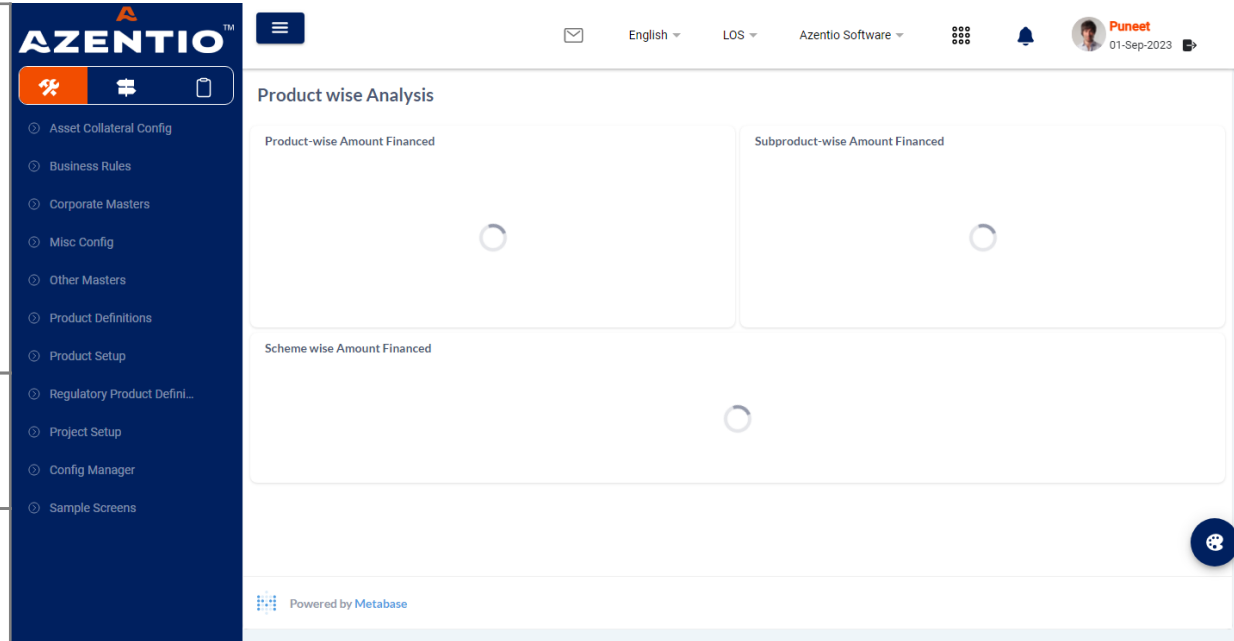 AZENTIO™
English
LOS
Azentio Software
Puneet
01-Sep-2023
Asset Collateral Config
Business Rules
Corporate Masters
Misc Config
Other Masters
Product Definitions
Product Setup
Regulatory Product Defini...
Project Setup
Config Manager
Sample Screens
Product wise Analysis
Product-wise Amount Financed
Subproduct-wise Amount Financed
Scheme wise Amount Financed
Powered by Metabase